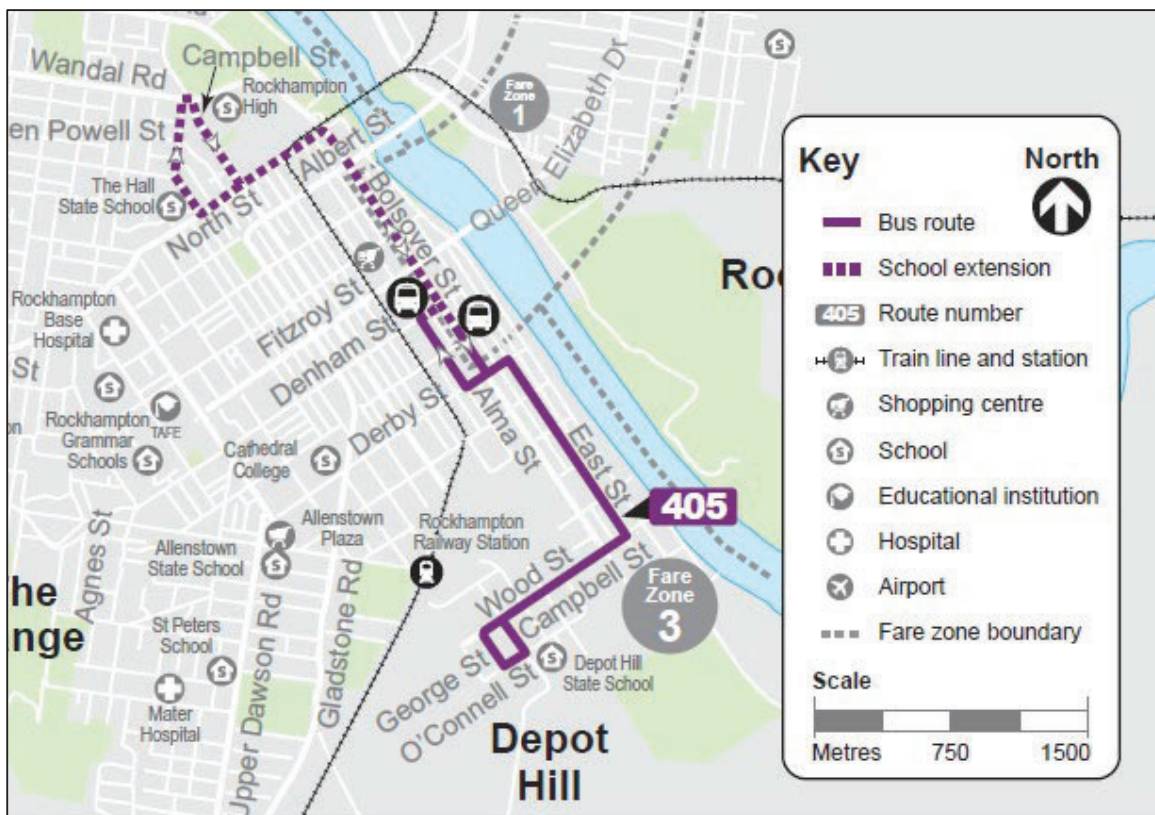 Campbell St
Wandal Rd
Rockhampton
High
en Powell St
The Hall
State School
North St
Albert St
Bolsover St
Fare
Zone
1
Queen Elizabeth Dr
Fitzroy St
Denham St
Derby St
Alma St
East St
405
Roc
Rockhampton
Base
Hospital
St
on
TAFE
Rockhampton
Grammar
Schools
Cathedral
College
Allenstown
Plaza
Allenstown
State School
Rockhampton
Railway Station
Agnes St
he
nge
St Peters
School
Mater
Hospital
Upper Dawson Rd
Gladstone Rd
Wood St
Campbell St
Fare
Zone
3
George St
O'Connell St
Depot Hill
State School
Depot
Hill
Key
North
Bus route
School extension
405 Route number
Train line and station
Shopping centre
School
Educational institution
Hospital
Airport
Fare zone boundary
Scale
Metres 750 1500